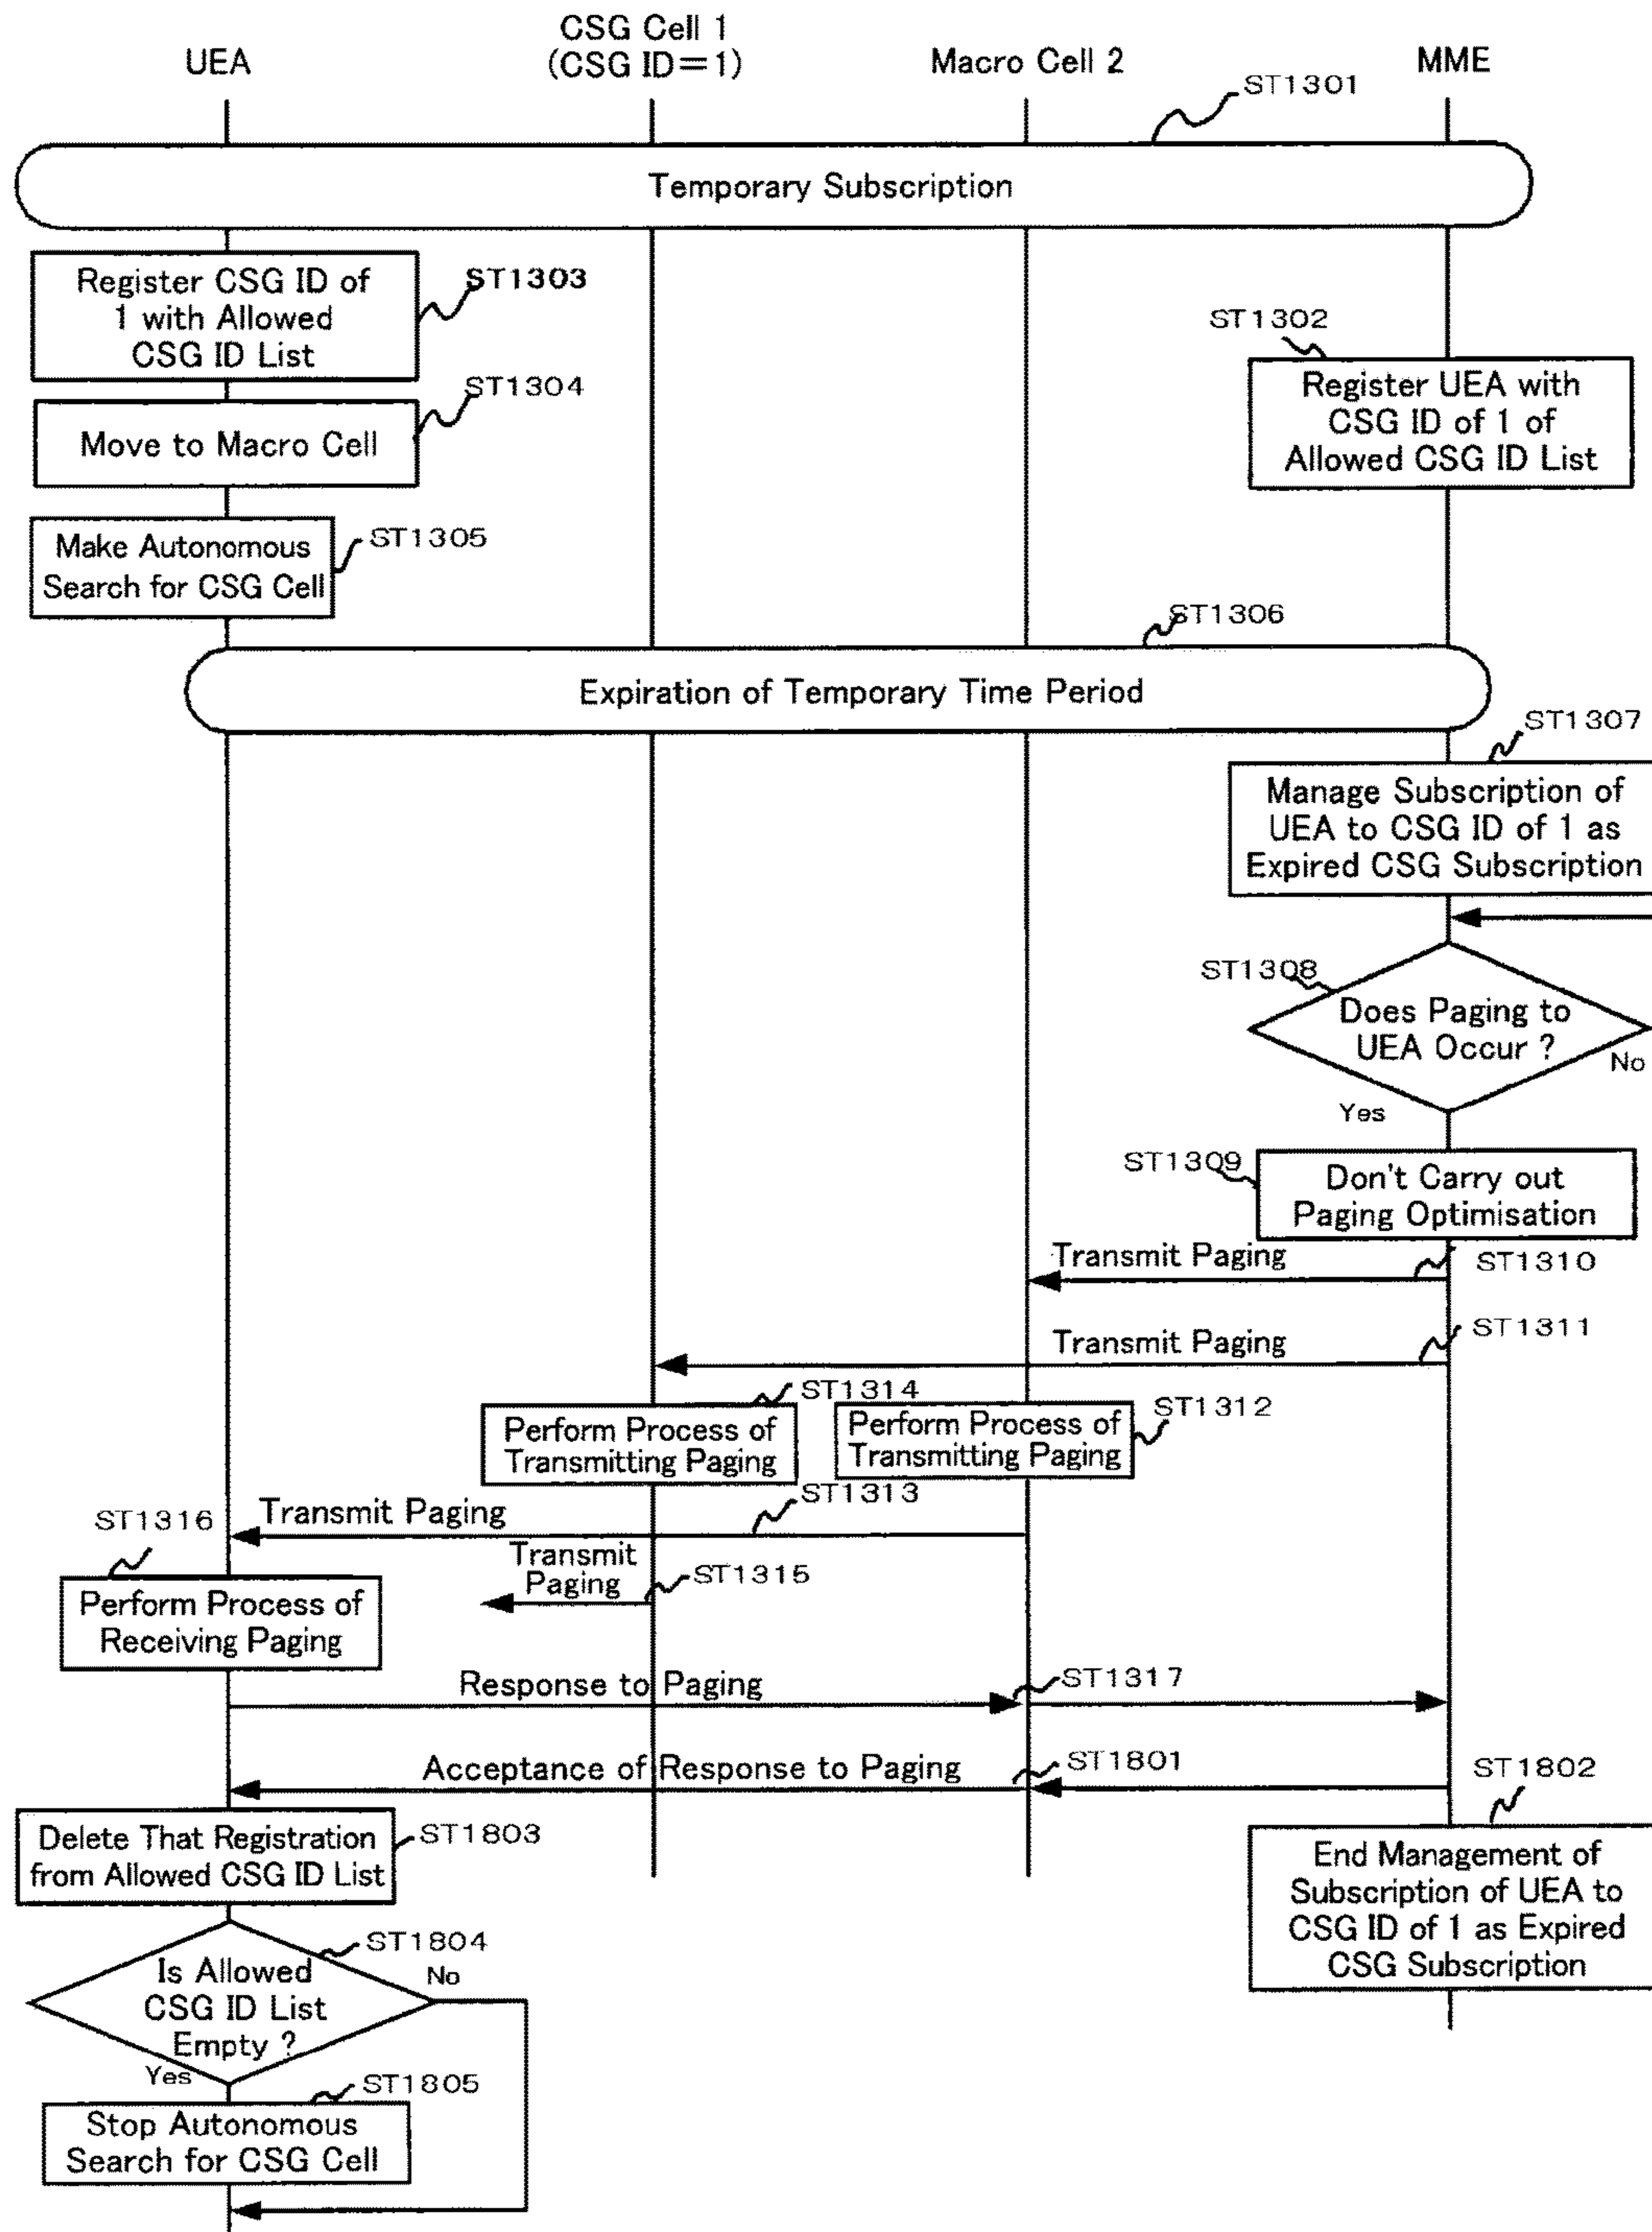 CSG Cell 1
UEA
(CSG ID=1)
Macro Cell 2
MME
ST1301
Temporary Subscription
Register CSG ID of
1 with Allowed
CSG ID List
ST1303
ST1302
Register UEA with
CSG ID of 1 of
Allowed CSG ID List
ST1304
Move to Macro Cell
Make Autonomous
Search for CSG Cell
ST1305
ST1306
Expiration of Temporary Time Period
ST1307
Manage Subscription of
UEA to CSG ID of 1 as
Expired CSG Subscription
ST1308
Does Paging to
UEA Occur ?
No
Yes
ST1309
Don't Carry out
Paging Optimisation
Transmit Paging
ST1310
Transmit Paging
ST1311
ST1314
Perform Process of
Transmitting Paging
Perform Process of
Transmitting Paging
ST1312
ST1313
Transmit Paging
ST1316
Transmit
Paging
ST1315
Perform Process of
Receiving Paging
Response to Paging
ST1317
Acceptance of Response to Paging
ST1801
ST1802
Delete That Registration
from Allowed CSG ID List
ST1803
End Management of
Subscription of UEA to
CSG ID of 1 as Expired
CSG Subscription
ST1804
Is Allowed
CSG ID List
Empty ?
No
Yes
ST1805
Stop Autonomous
Search for CSG Cell